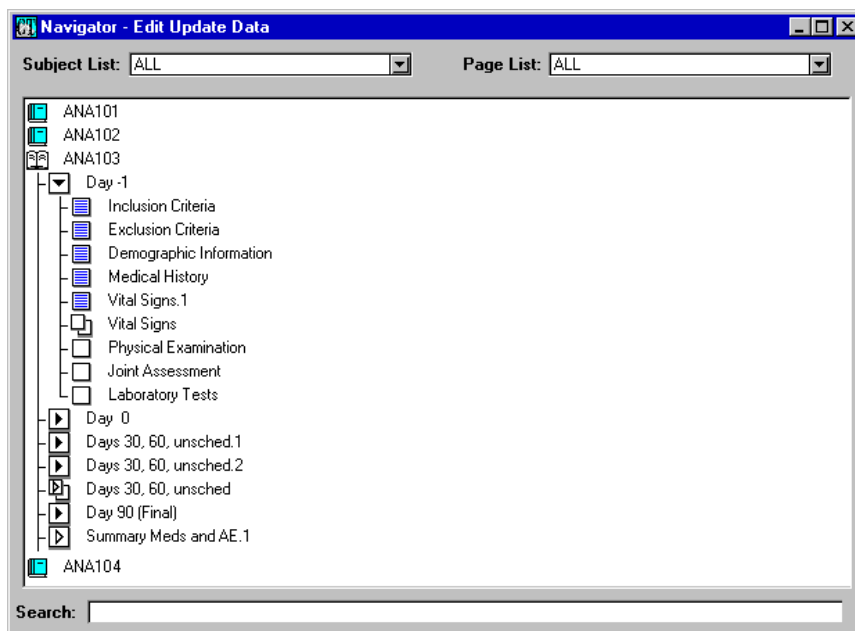 Navigator - Edit Update Data
Subject List: ALL Page List: ALL
ANA101
ANA102
ANA103
Day -1
Inclusion Criteria
Exclusion Criteria
Demographic Information
Medical History
Vital Signs.1
Vital Signs
Physical Examination
Joint Assessment
Laboratory Tests
Day 0
Days 30, 60, unsched.1
Days 30, 60, unsched.2
Days 30, 60, unsched
Day 90 (Final)
Summary Meds and AE.1
ANA104
Search: